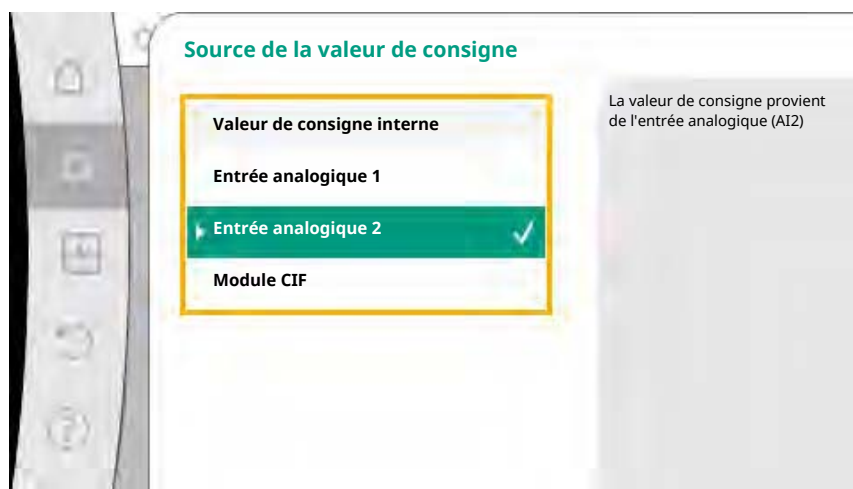 Source de la valeur de consigne
Valeur de consigne interne
Entrée analogique 1
Entrée analogique 2
Module CIF
La valeur de consigne provient
de l'entrée analogique (AI2)